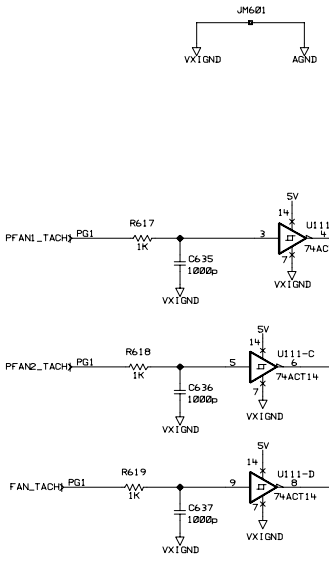 JM601
VXIGND AGND
5V
14
R617 U111
PFAN1_TACH PG1 3 4
1K 74AC
C635 7
1000p
VXIGND
VXIGND
5V
14
R618 U111-C
PFAN2_TACH PG1 5 6
1K 74ACT14
C636 7
1000p
VXIGND
VXIGND
5V
14
R619 U111-D
FAN_TACH PG1 9 8
1K 74ACT14
C637 7
1000p
VXIGND
VXIGND